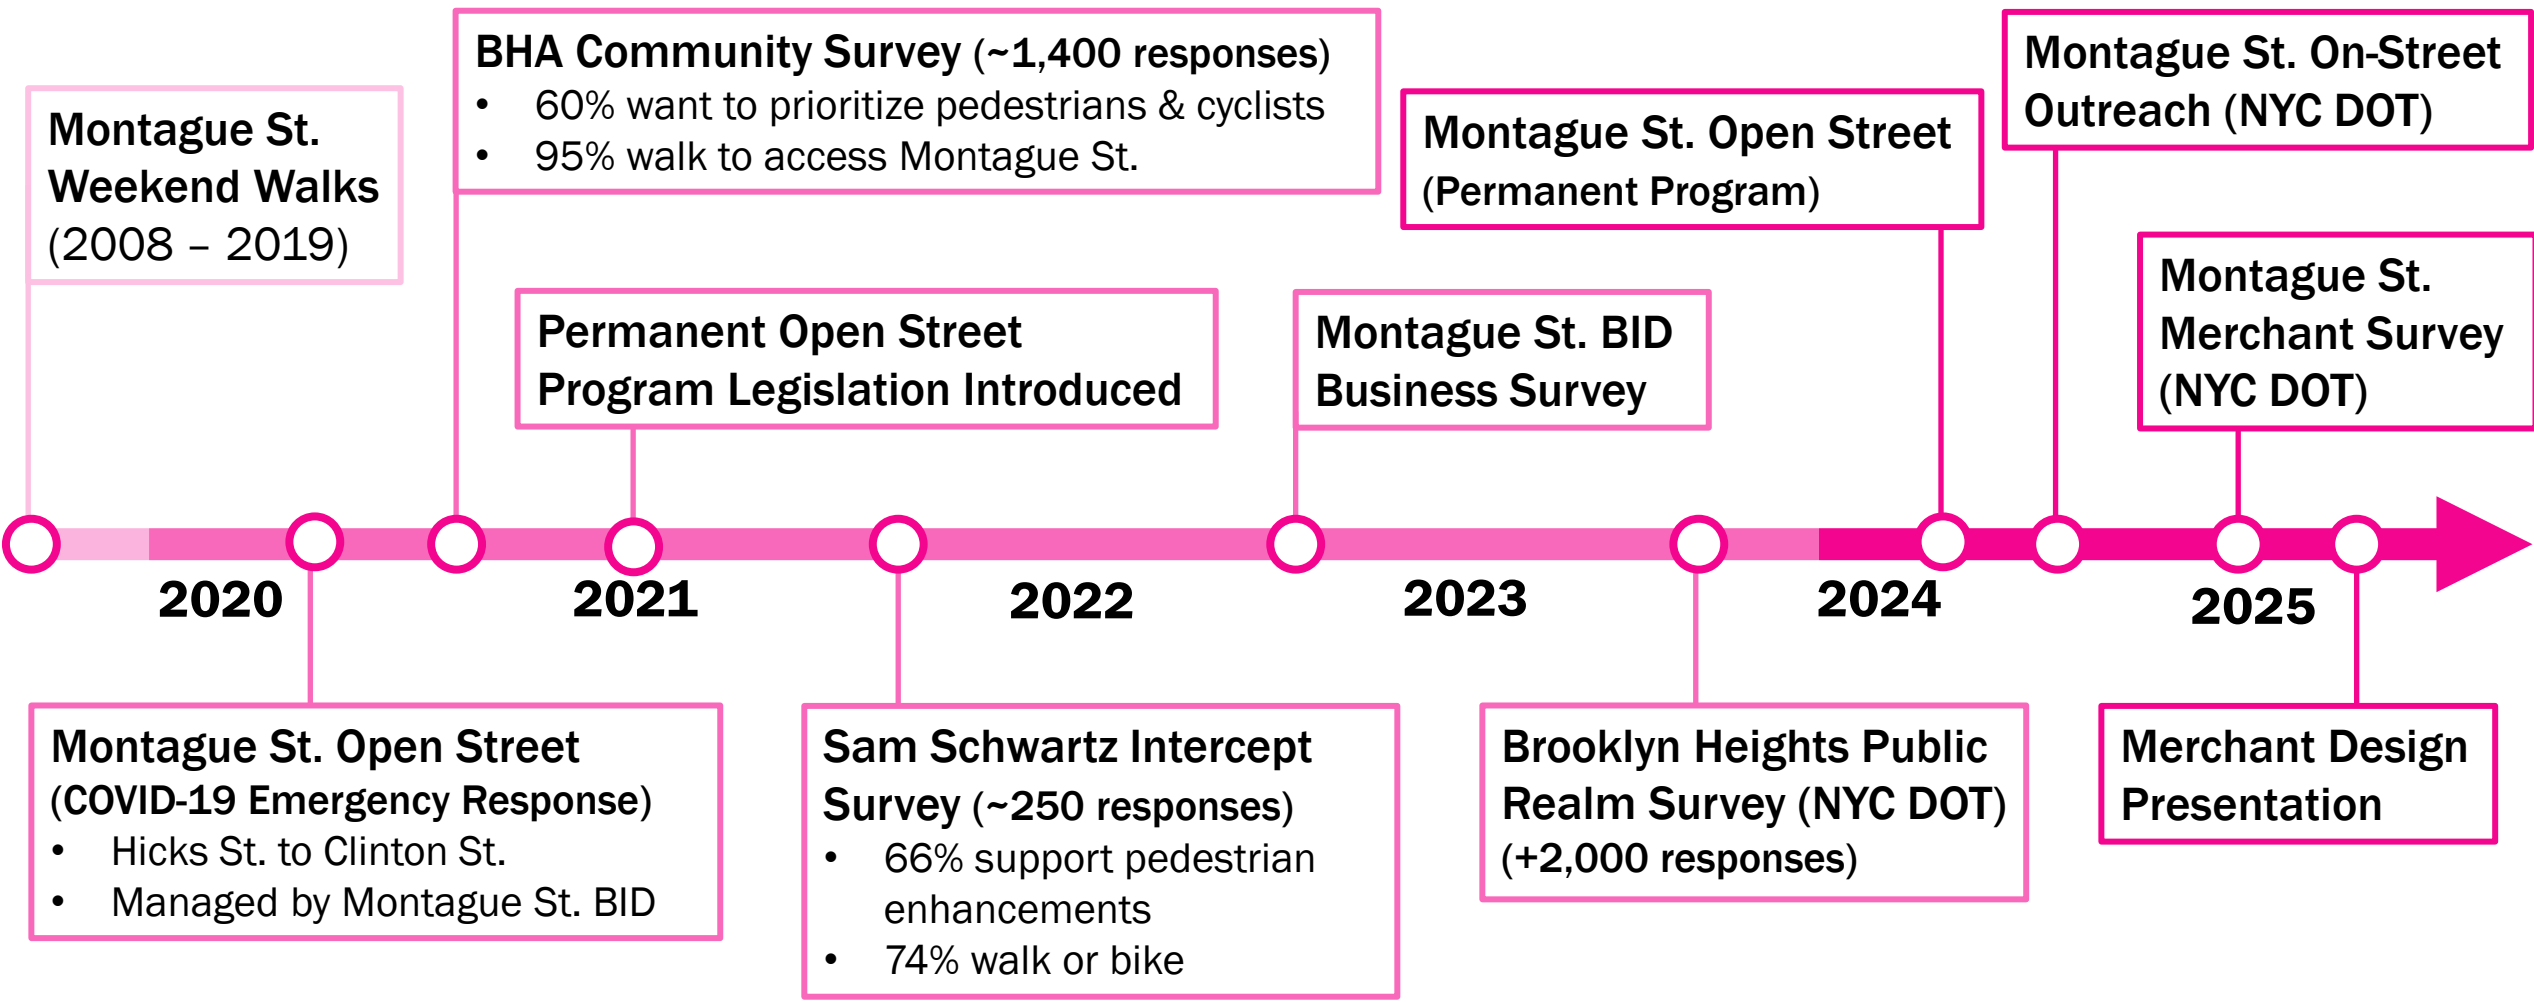 Montague St.
Weekend Walks
(2008 – 2019)
BHA Community Survey (~1,400 responses)
• 60% want to prioritize pedestrians & cyclists
• 95% walk to access Montague St.
Permanent Open Street
Program Legislation Introduced
Montague St. BID
Business Survey
Montague St. Open Street
(Permanent Program)
Montague St. On-Street
Outreach (NYC DOT)
Montague St.
Merchant Survey
(NYC DOT)
2020
2021
2022
2023
2024
2025
Montague St. Open Street
(COVID-19 Emergency Response)
• Hicks St. to Clinton St.
• Managed by Montague St. BID
Sam Schwartz Intercept
Survey (~250 responses)
• 66% support pedestrian
enhancements
• 74% walk or bike
Brooklyn Heights Public
Realm Survey (NYC DOT)
(+2,000 responses)
Merchant Design
Presentation